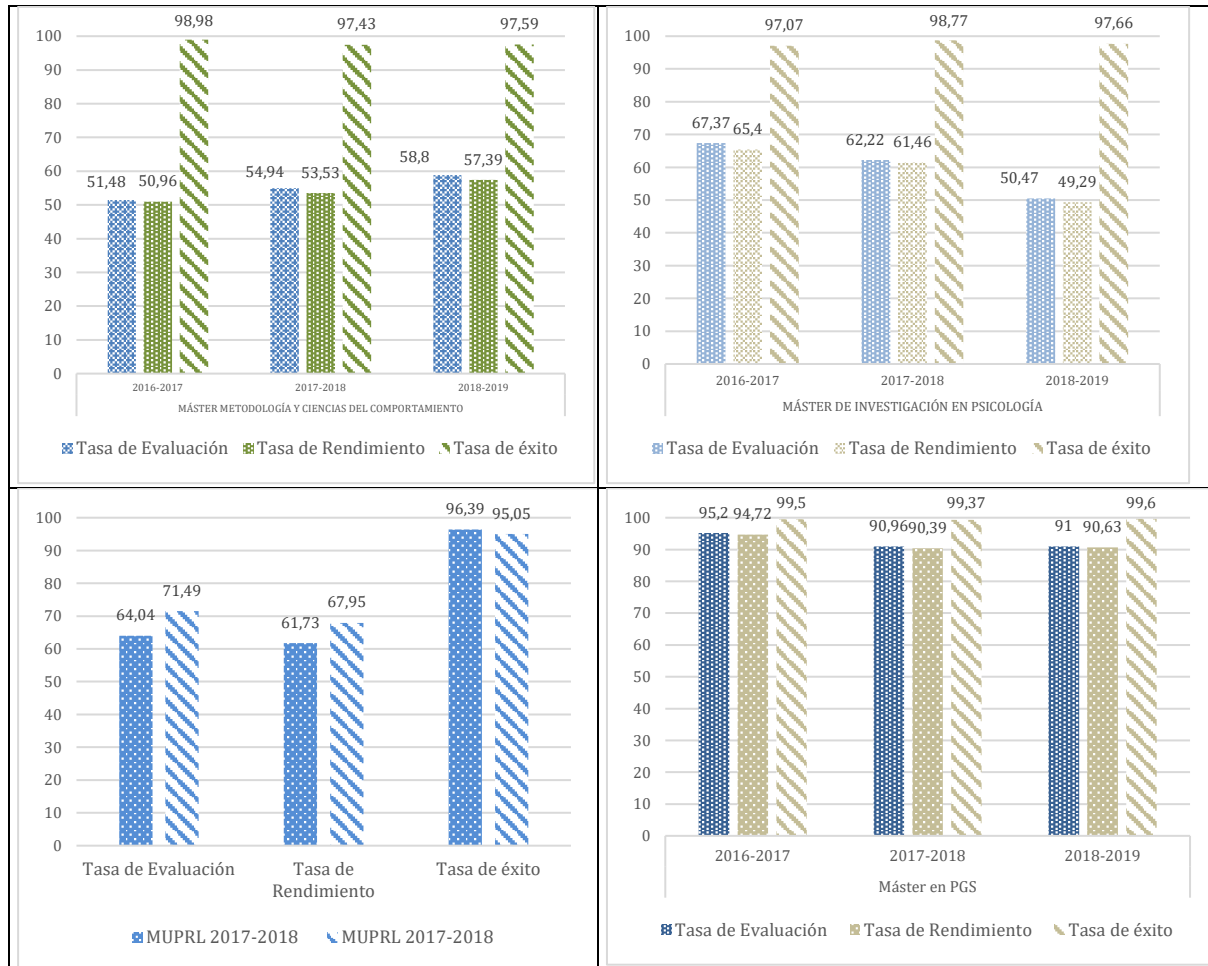 98,98 97,43 97,59
100
90
80
70
60
50
40
30
20
10
0
51,48 50,96 54,94 53,53 58,8 57,39
2016-2017 2017-2018 2018-2019
MÁSTER METODOLOGÍA Y CIENCIAS DEL COMPORTAMIENTO
Tasa de Evaluación Tasa de Rendimiento Tasa de éxito
97,07 98,77 97,66
100
90
80
70
60
50
40
30
20
10
0
67,37 65,4 62,22 61,46 50,47 49,29
2016-2017 2017-2018 2018-2019
MÁSTER DE INVESTIGACIÓN EN PSICOLOGÍA
Tasa de Evaluación Tasa de Rendimiento Tasa de éxito
96,39 95,05
100
90
80
70
60
50
40
30
20
10
0
64,04 71,49 61,73 67,95
Tasa de Evaluación Tasa de Tasa de éxito
Rendimiento
MUPRL 2017-2018 MUPRL 2017-2018
95,2 94,72 99,5 90,96 90,39 99,37 91 90,63 99,6
100
90
80
70
60
50
40
30
20
10
0
2016-2017 2017-2018 2018-2019
Máster en PGS
Tasa de Evaluación Tasa de Rendimiento Tasa de éxito